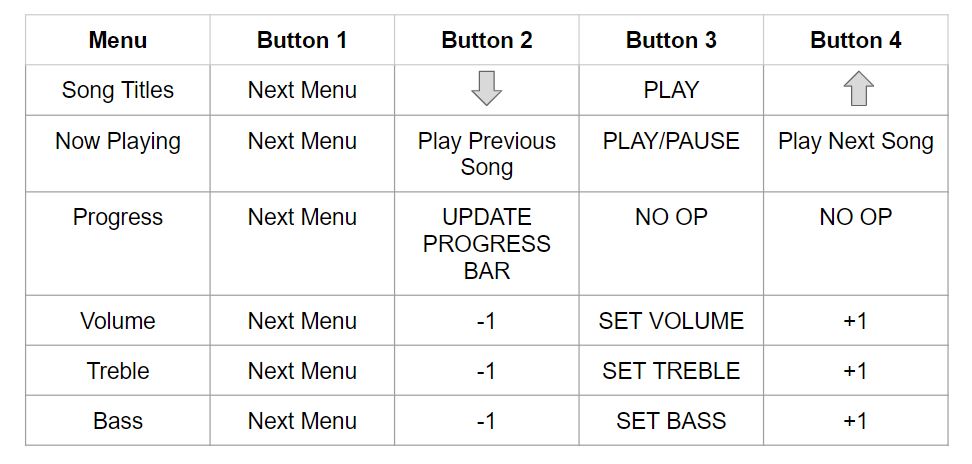 Menu Button 1 Button 2 Button 3 Button 4
Song Titles Next Menu PLAY
Now Playing Next Menu Play Previous Song PLAY/PAUSE Play Next Song
Progress Next Menu UPDATE PROGRESS BAR NO OP NO OP
Volume Next Menu -1 SET VOLUME +1
Treble Next Menu -1 SET TREBLE +1
Bass Next Menu -1 SET BASS +1